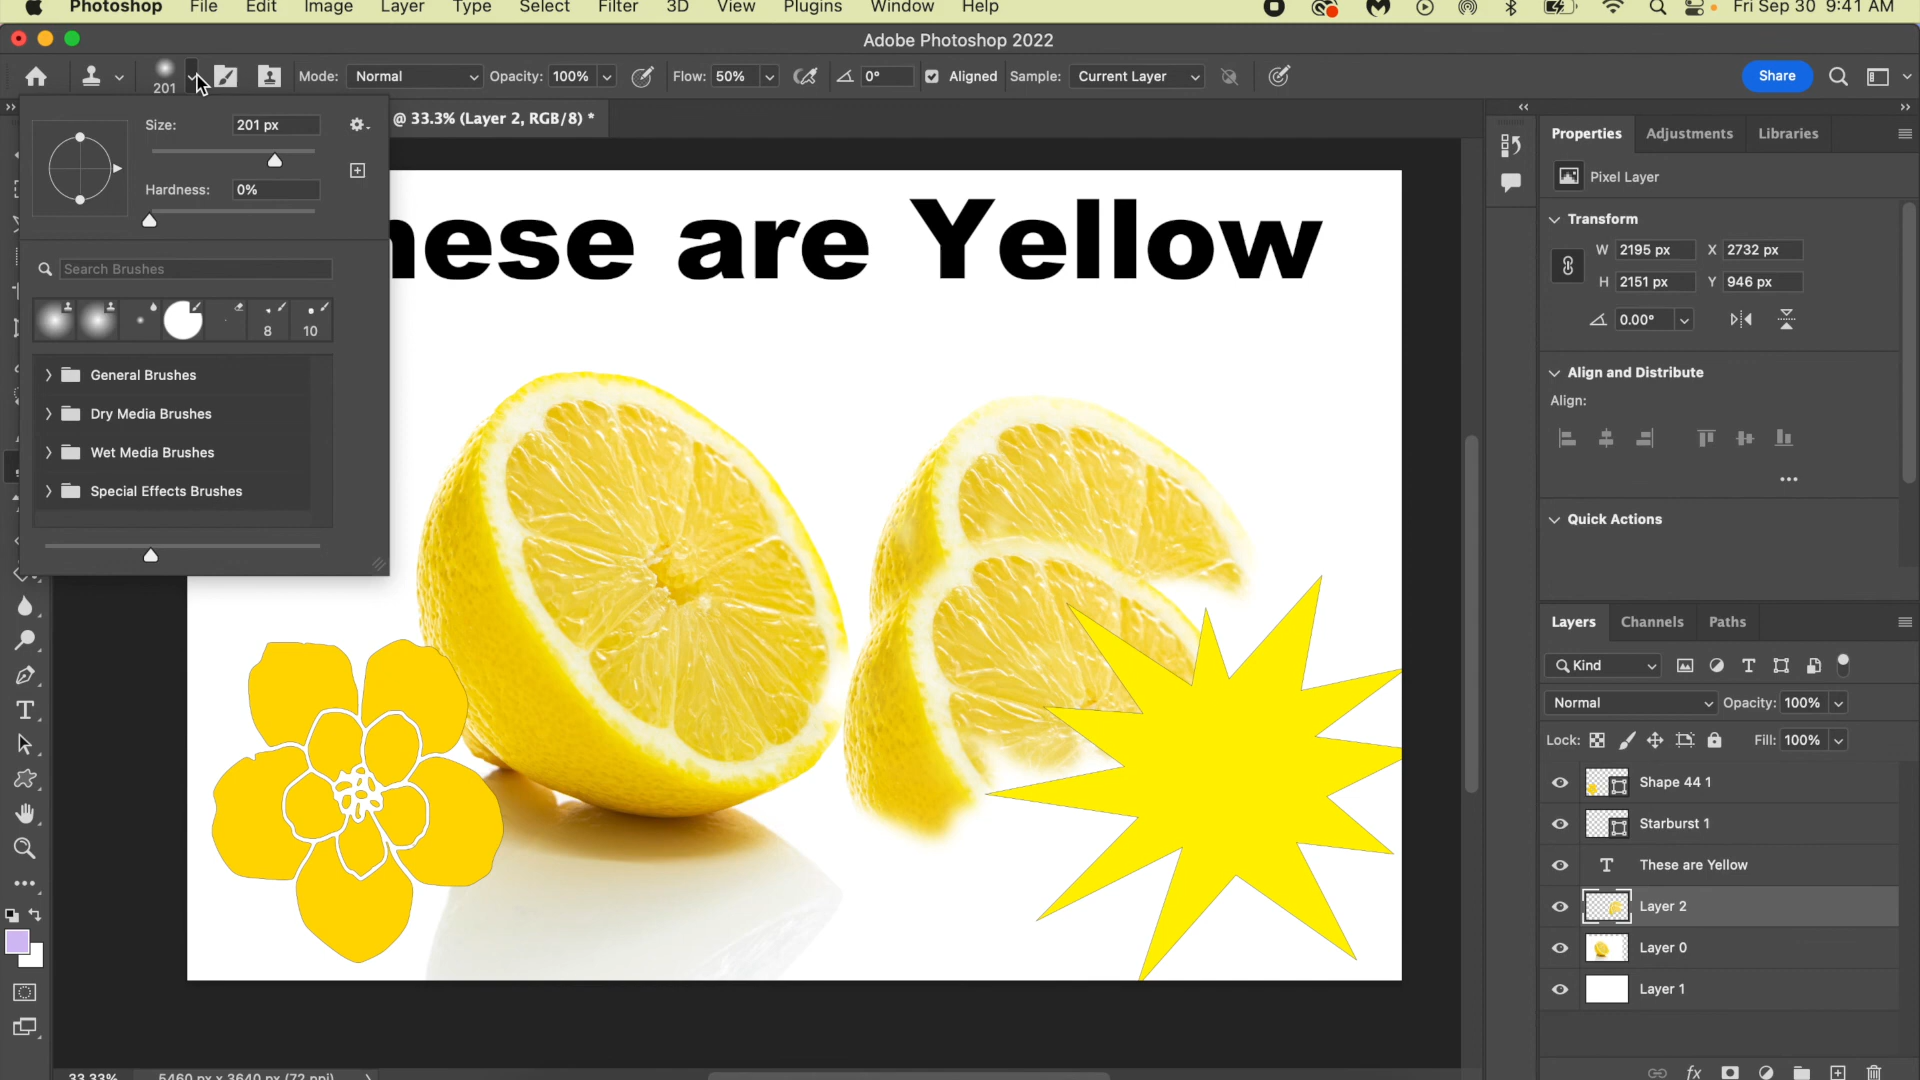 Photoshop File Edit Image Layer Type Select Filter 3D View Plugins Window Help Fri Sep 30 9:41 AM
Adobe Photoshop 2022
201 Mode: Normal Opacity: 100% Flow: 50% 0° Aligned Sample: Current Layer Share
@ 33.3% (Layer 2, RGB/8) *
Size: 201 px
Hardness: 0%
Search Brushes
8 10
General Brushes
Dry Media Brushes
Wet Media Brushes
Special Effects Brushes
hese are Yellow
Properties Adjustments Libraries
Pixel Layer
Transform
W 2195 px X 2732 px
H 2151 px Y 946 px
0.00°
Align and Distribute
Align:
Quick Actions
Layers Channels Paths
Kind
Normal Opacity: 100%
Lock: Fill: 100%
Shape 44 1
Starburst 1
These are Yellow
Layer 2
Layer 0
Layer 1
fx
33.33% 5460 px x 3640 px (72 ppi)